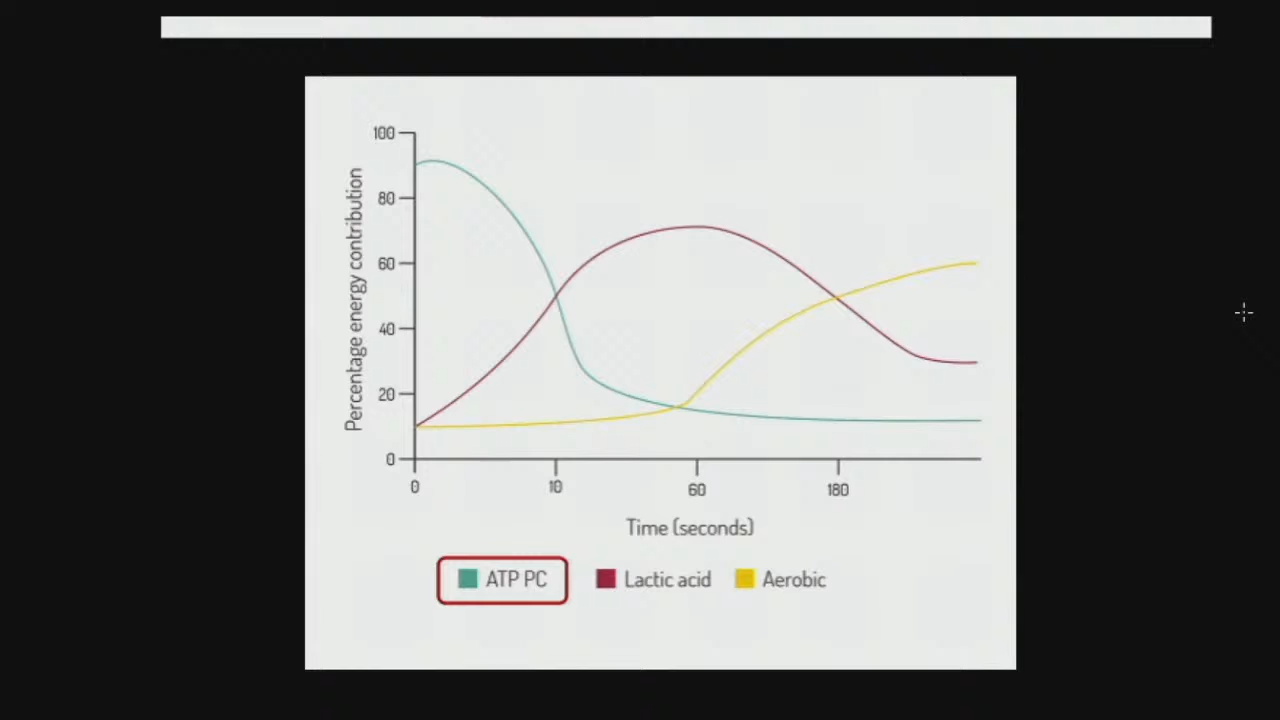 100
80
60
40
20
0
Percentage energy contribution
0 10 60 180
Time (seconds)
ATP PC Lactic acid Aerobic